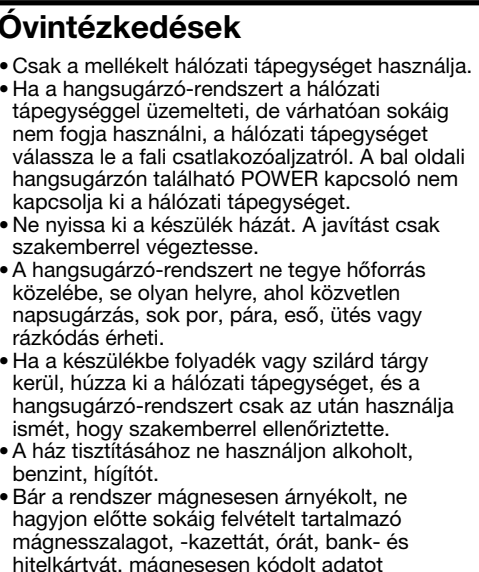 Óvintézkedések
• Csak a mellékelt hálózati tápegységet használja.
• Ha a hangsugárzó-rendszert a hálózati
tápegységgel üzemelteti, de várhatóan sokáig
nem fogja használni, a hálózati tápegységet
válassza le a fali csatlakozóaljzatról. A bal oldali
hangsugárzón található POWER kapcsoló nem
kapcsolja ki a hálózati tápegységet.
• Ne nyissa ki a készülék házát. A javítást csak
szakemberrel végeztesse.
• A hangsugárzó-rendszert ne tegye hőforrás
közelébe, se olyan helyre, ahol közvetlen
napsugárzás, sok por, pára, eső, ütés vagy
rázkódás érheti.
• Ha a készülékbe folyadék vagy szilárd tárgy
kerül, húzza ki a hálózati tápegységet, és a
hangsugárzó-rendszert csak az után használja
ismét, hogy szakemberrel ellenőriztette.
• A ház tisztításához ne használjon alkoholt,
benzint, hígítót.
• Bár a rendszer mágnesesen árnyékolt, ne
hagyjon előtte sokáig felvételt tartalmazó
mágnesszalagot, -kazettát, órát, bank- és
hitelkártyát, mágnesesen kódolt adatot